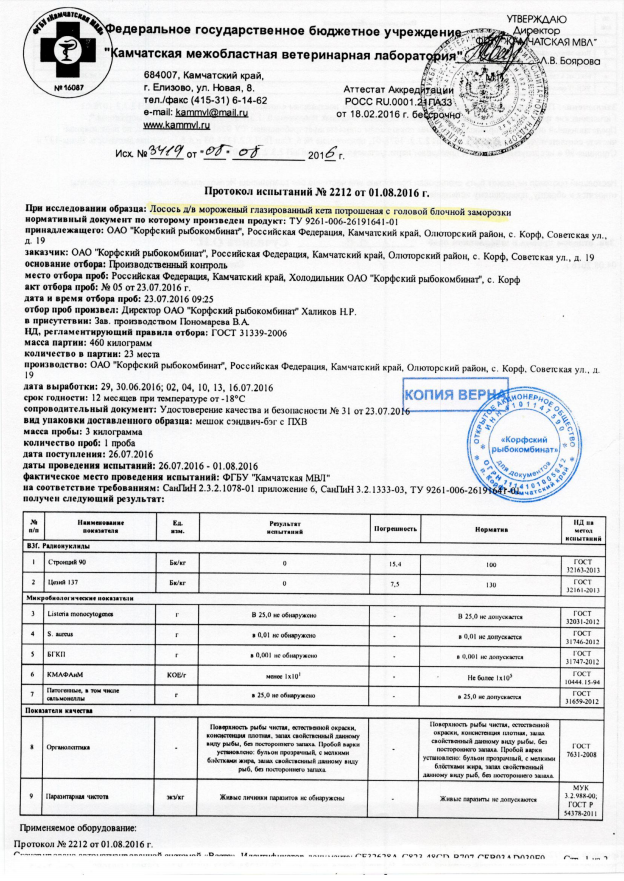 ФГБУ "КАМЧАТСКАЯ МВЛ"
№ 16087
Федеральное государственное бюджетное учреждение
"Камчатская межобластная ветеринарная лаборатория"
УТВЕРЖДАЮ
Директор
ФГБУ "КАМЧАТСКАЯ МВЛ"
Л.В. Боярова
684007, Камчатский край,
г. Елизово, ул. Новая, 8.
тел./факс (415-31) 6-14-62
e-mail: kammvl@mail.ru
www.kammvl.ru
Аттестат Аккредитации
РОСС RU.0001.21ПА33
от 18.02.2016 г. бессрочно
Исх. № 3419 от "08" 08 2016 г.
Протокол испытаний № 2212 от 01.08.2016 г.
При исследовании образца: Лосось д/в мороженый глазированный кета потрошеная с головой блочной заморозки
нормативный документ по которому произведен продукт: ТУ 9261-006-26191641-01
принадлежащего: ОАО "Корфский рыбокомбинат", Российская Федерация, Камчатский край, Олюторский район, с. Корф, Советская ул.,
д. 19
заказчик: ОАО "Корфский рыбокомбинат", Российская Федерация, Камчатский край, Олюторский район, с. Корф, Советская ул., д. 19
основание отбора: Производственный контроль
место отбора проб: Российская Федерация, Камчатский край, Холодильник ОАО "Корфский рыбокомбинат", с. Корф
акт отбора проб: № 05 от 23.07.2016 г.
дата и время отбора проб: 23.07.2016 09:25
отбор проб произвел: Директор ОАО "Корфский рыбокомбинат" Халиков Н.Р.
в присутствии: Зав. производством Пономарева В.А.
НД, регламентирующий правила отбора: ГОСТ 31339-2006
масса партии: 460 килограмм
количество в партии: 23 места
производство: ОАО "Корфский рыбокомбинат", Российская Федерация, Камчатский край, Олюторский район, с. Корф, Советская ул., д.
19
дата выработки: 29, 30.06.2016; 02, 04, 10, 13, 16.07.2016
срок годности: 12 месяцев при температуре от -18°C
сопроводительный документ: Удостоверение качества и безопасности № 31 от 23.07.2016
вид упаковки доставленного образца: мешок сэндвич-бэг с ПХВ
масса пробы: 3 килограмма
количество проб: 1 проба
дата поступления: 26.07.2016
даты проведения испытаний: 26.07.2016 - 01.08.2016
фактическое место проведения испытаний: ФГБУ "Камчатская МВЛ"
на соответствие требованиям: СанПиН 2.3.2.1078-01 приложение 6, СанПиН 3.2.1333-03, ТУ 9261-006-26191641-01
получен следующий результат:
КОПИЯ ВЕРНА
ОТКРЫТОЕ АКЦИОНЕРНОЕ ОБЩЕСТВО
«Корфский
рыбокомбинат»
для документов
№ п/п Наименование показателя Ед. изм. Результат испытаний Погрешность Норматив НД на метод испытаний
ВЗf. Радионуклиды
1 Стронций 90 Бк/кг 0 15,4 100 ГОСТ 32163-2013
2 Цезий 137 Бк/кг 0 7,5 130 ГОСТ 32161-2013
Микробиологические показатели
3 Listeria monocytogenes г В 25,0 не обнаружено - В 25,0 не допускается ГОСТ 32031-2012
4 S. aureus г в 0,01 не обнаружено - в 0,01 не допускается ГОСТ 31746-2012
5 БГКП г в 0,001 не обнаружено - в 0,001 не допускается ГОСТ 31747-2012
6 КМАФАнМ КОЕ/г менее 1х10¹ - Не более 1х10⁵ ГОСТ 10444.15-94
7 Патогенные, в том числе сальмонеллы г в 25,0 не обнаружено - в 25,0 не допускается ГОСТ 31659-2012
Показатели качества
8 Органолептика - Поверхность рыбы чистая, естественной окраски, консистенция плотная, запах свойственный данному виду рыбы, без постороннего запаха. Пробой варки установлено: бульон прозрачный, с мелкими блёстками жира, запах свойственный данному виду рыб, без постороннего запаха. - Поверхность рыбы чистая, естественной окраски, консистенция плотная, запах свойственный данному виду рыбы, без постороннего запаха. Пробой варки установлено: бульон прозрачный, с мелкими блёстками жира, запах свойственный данному виду рыб, без постороннего запаха. ГОСТ 7631-2008
9 Паразитарная чистота экз/кг Живые личинки паразитов не обнаружены - Живые паразиты не допускаются МУК 3.2.988-00; ГОСТ Р 54378-2011
Применяемое оборудование:
Протокол № 2212 от 01.08.2016 г.